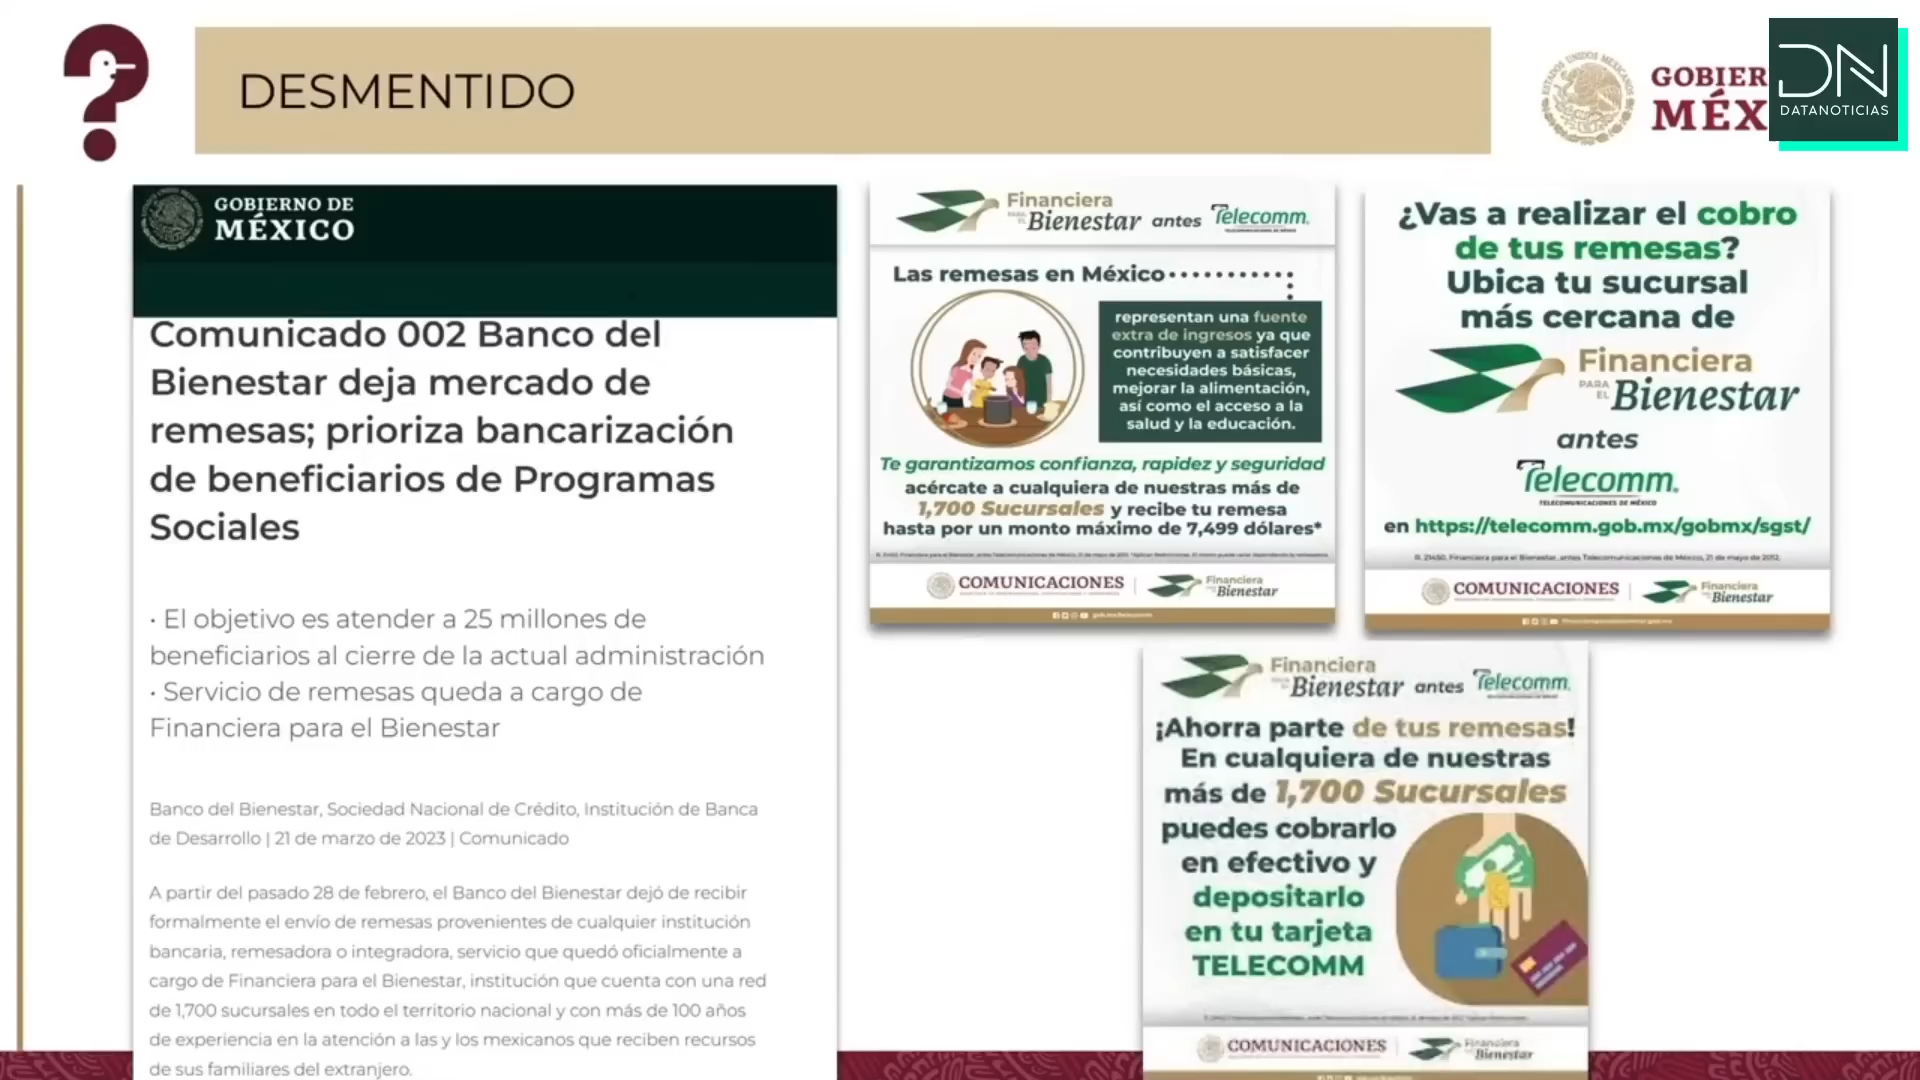 DESMENTIDO
GOBIER
MÉX
DN
DATANOTICIAS
GOBIERNO DE
MÉXICO
Comunicado 002 Banco del
Bienestar deja mercado de
remesas; prioriza bancarización
de beneficiarios de Programas
Sociales
· El objetivo es atender a 25 millones de
beneficiarios al cierre de la actual administración
· Servicio de remesas queda a cargo de
Financiera para el Bienestar
Banco del Bienestar, Sociedad Nacional de Crédito, Institución de Banca
de Desarrollo | 21 de marzo de 2023 | Comunicado
A partir del pasado 28 de febrero, el Banco del Bienestar dejó de recibir
formalmente el envío de remesas provenientes de cualquier institución
bancaria, remesadora o integradora, servicio que quedó oficialmente a
cargo de Financiera para el Bienestar, institución que cuenta con una red
de 1,700 sucursales en todo el territorio nacional y con más de 100 años
de experiencia en la atención a las y los mexicanos que reciben recursos
de sus familiares del extranjero.
Financiera
PARA EL Bienestar antes Telecomm.
TELECOMUNICACIONES DE MÉXICO
Las remesas en México
representan una fuente
extra de ingresos ya que
contribuyen a satisfacer
necesidades básicas,
mejorar la alimentación,
así como el acceso a la
salud y la educación.
Te garantizamos confianza, rapidez y seguridad
acércate a cualquiera de nuestras más de
1,700 Sucursales y recibe tu remesa
hasta por un monto máximo de 7,499 dólares*
COMUNICACIONES
Financiera
Bienestar
¿Vas a realizar el cobro
de tus remesas?
Ubica tu sucursal
más cercana de
Financiera
PARA EL Bienestar
antes
Telecomm.
TELECOMUNICACIONES DE MÉXICO
en https://telecomm.gob.mx/gobmx/sgst/
COMUNICACIONES
Financiera
Bienestar
Financiera
PARA EL Bienestar antes Telecomm.
¡Ahorra parte de tus remesas!
En cualquiera de nuestras
más de 1,700 Sucursales
puedes cobrarlo
en efectivo y
depositarlo
en tu tarjeta
TELECOMM
COMUNICACIONES
Financiera
Bienestar